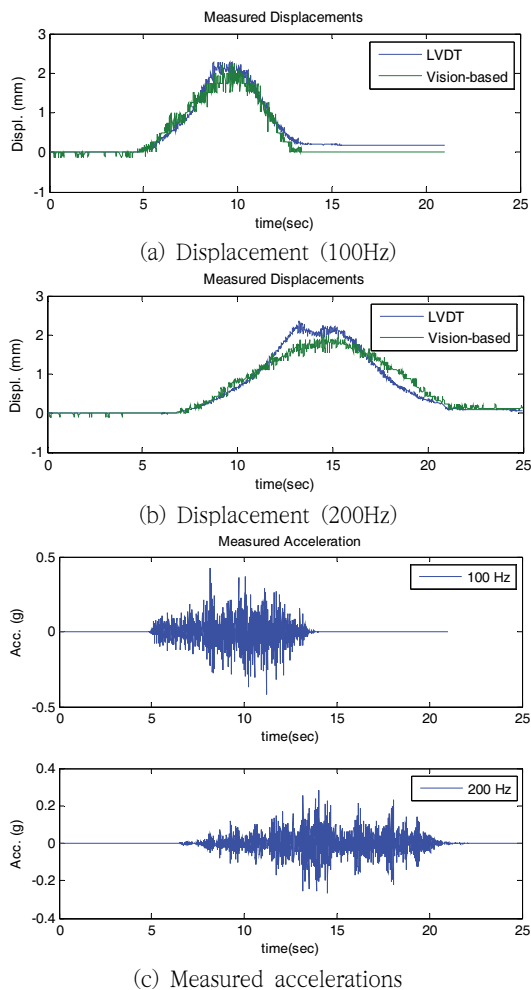 Measured Displacements
3
2
1
0
-1
Displ. (mm)
LVDT
Vision-based
0 5 10 15 20 25
time(sec)
(a) Displacement (100Hz)
Measured Displacements
3
2
1
0
-1
Displ. (mm)
LVDT
Vision-based
0 5 10 15 20 25
time(sec)
(b) Displacement (200Hz)
Measured Acceleration
0.5
0
-0.5
Acc. (g)
100 Hz
0 5 10 15 20 25
time(sec)
0.4
0.2
0
-0.2
-0.4
Acc. (g)
200 Hz
0 5 10 15 20 25
time(sec)
(c) Measured accelerations